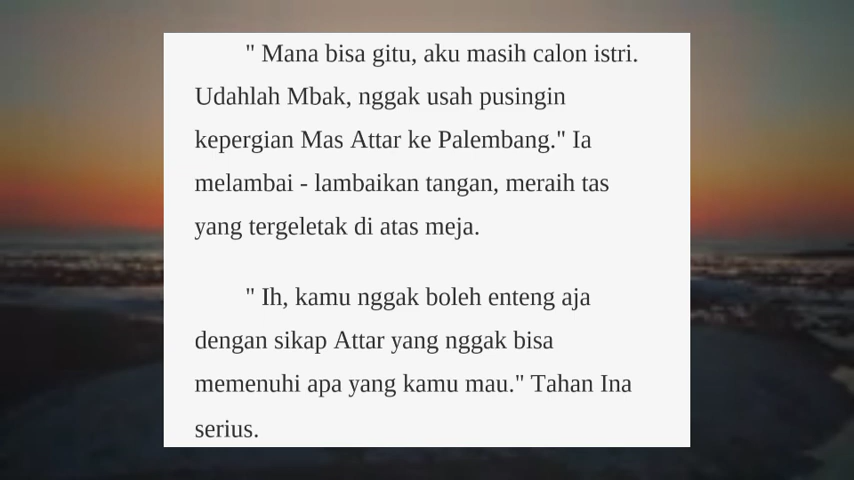 " Mana bisa gitu, aku masih calon istri.
Udahlah Mbak, nggak usah pusingin
kepergian Mas Attar ke Palembang." Ia
melambai - lambaikan tangan, meraih tas
yang tergeletak di atas meja.
" Ih, kamu nggak boleh enteng aja
dengan sikap Attar yang nggak bisa
memenuhi apa yang kamu mau." Tahan Ina
serius.